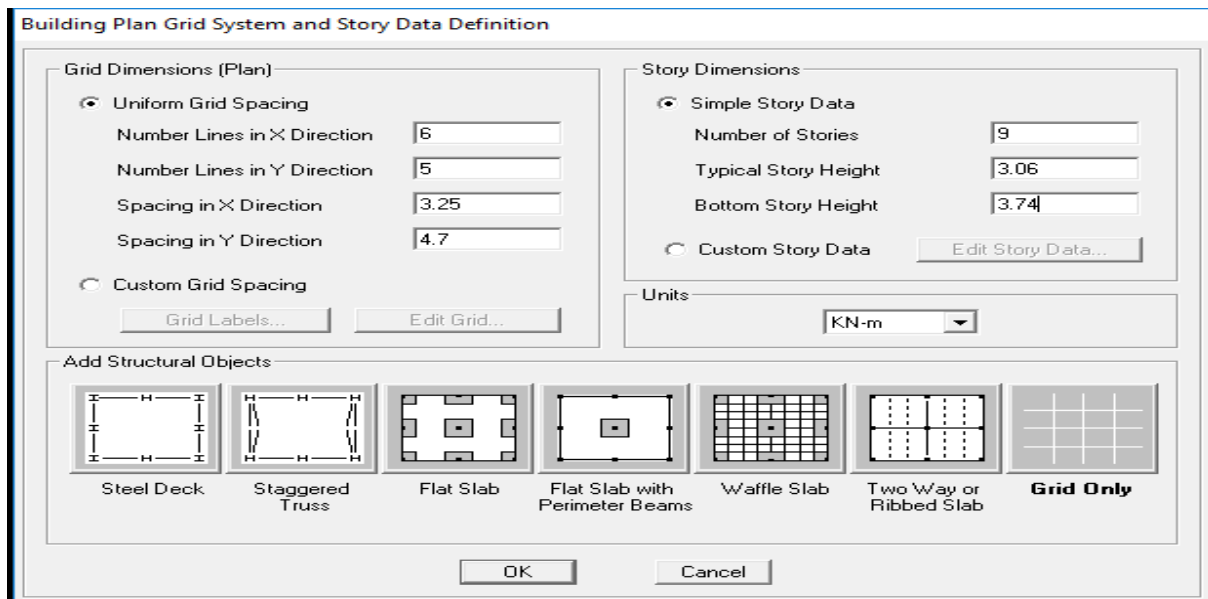 Building Plan Grid System and Story Data Definition
Grid Dimensions (Plan)
Uniform Grid Spacing
Number Lines in X Direction 6
Number Lines in Y Direction 5
Spacing in X Direction 3.25
Spacing in Y Direction 4.7
Custom Grid Spacing
Grid Labels... Edit Grid...
Story Dimensions
Simple Story Data
Number of Stories 9
Typical Story Height 3.06
Bottom Story Height 3.74
Custom Story Data Edit Story Data...
Units
KN-m
Add Structural Objects
Steel Deck
Staggered
Truss
Flat Slab
Flat Slab with
Perimeter Beams
Waffle Slab
Two Way or
Ribbed Slab
Grid Only
OK Cancel